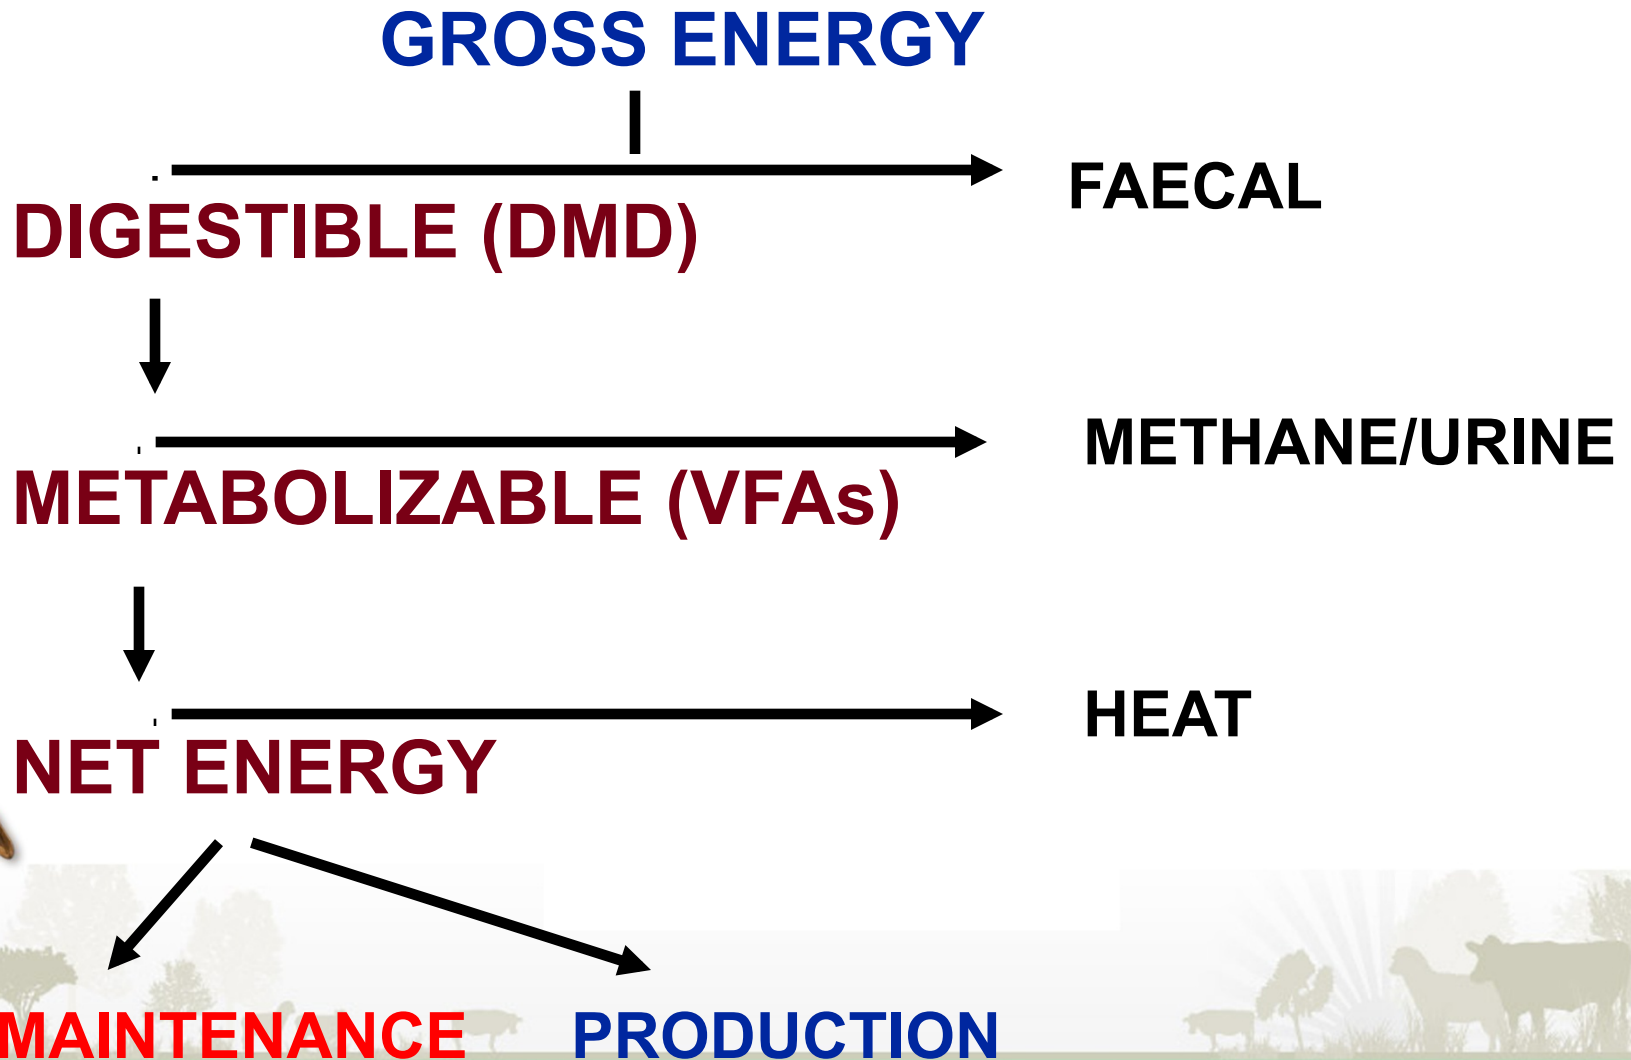 GROSS ENERGY
FAECAL
DIGESTIBLE (DMD)
METHANE/URINE
METABOLIZABLE (VFAs)
HEAT
NET ENERGY
MAINTENANCE
PRODUCTION